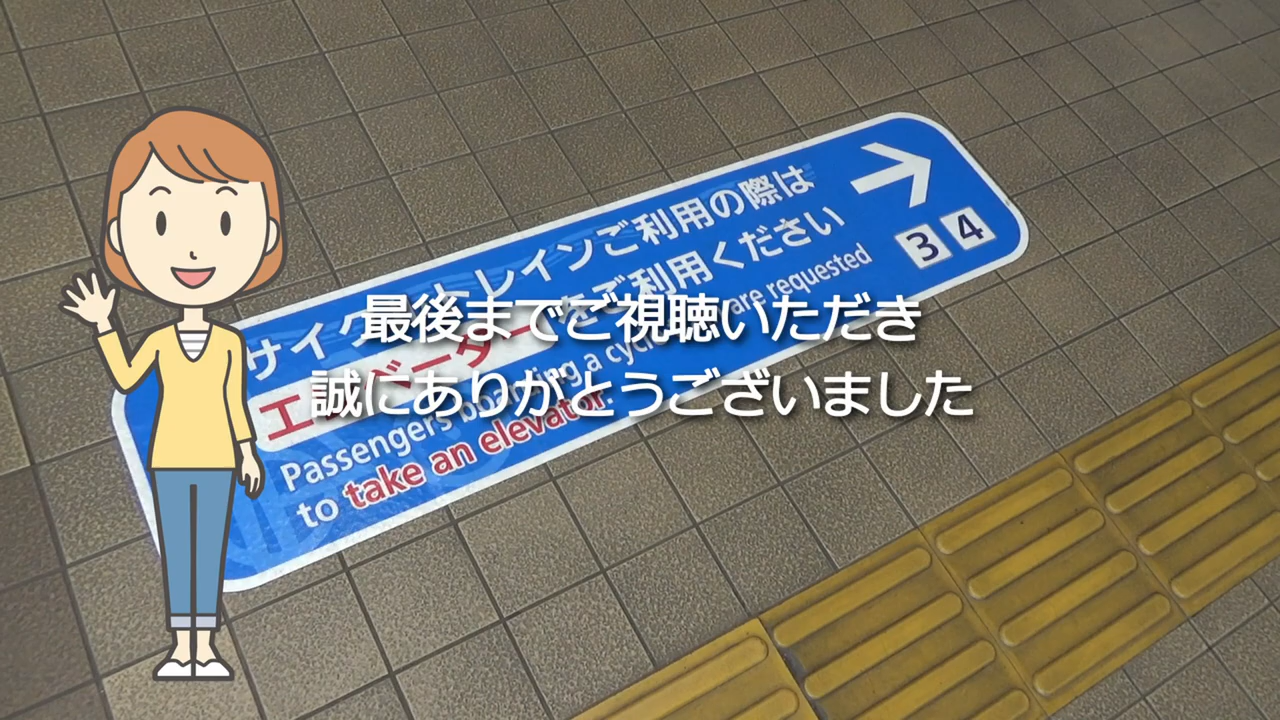 サイクルトレインご利用の際は
エレベーターをご利用ください
Passengers boarding a cycle are requested
to take an elevator.
3 4
最後までご視聴いただき
誠にありがとうございました